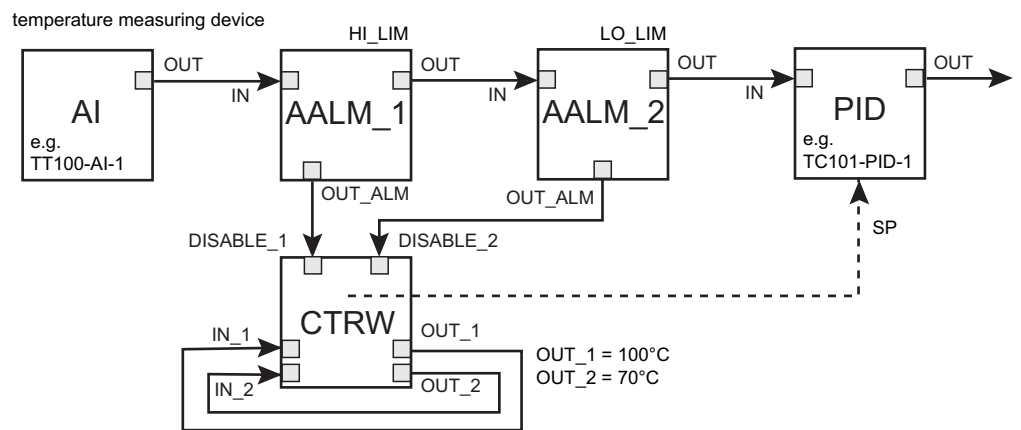 temperature measuring device
HI_LIM
LO_LIM
OUT
IN
OUT
IN
OUT
IN
OUT
AI
e.g.
TT100-AI-1
AALM_1
AALM_2
PID
e.g.
TC101-PID-1
OUT_ALM
OUT_ALM
SP
DISABLE_1
DISABLE_2
CTRW
IN_1
OUT_1
IN_2
OUT_2
OUT_1 = 100°C
OUT_2 = 70°C